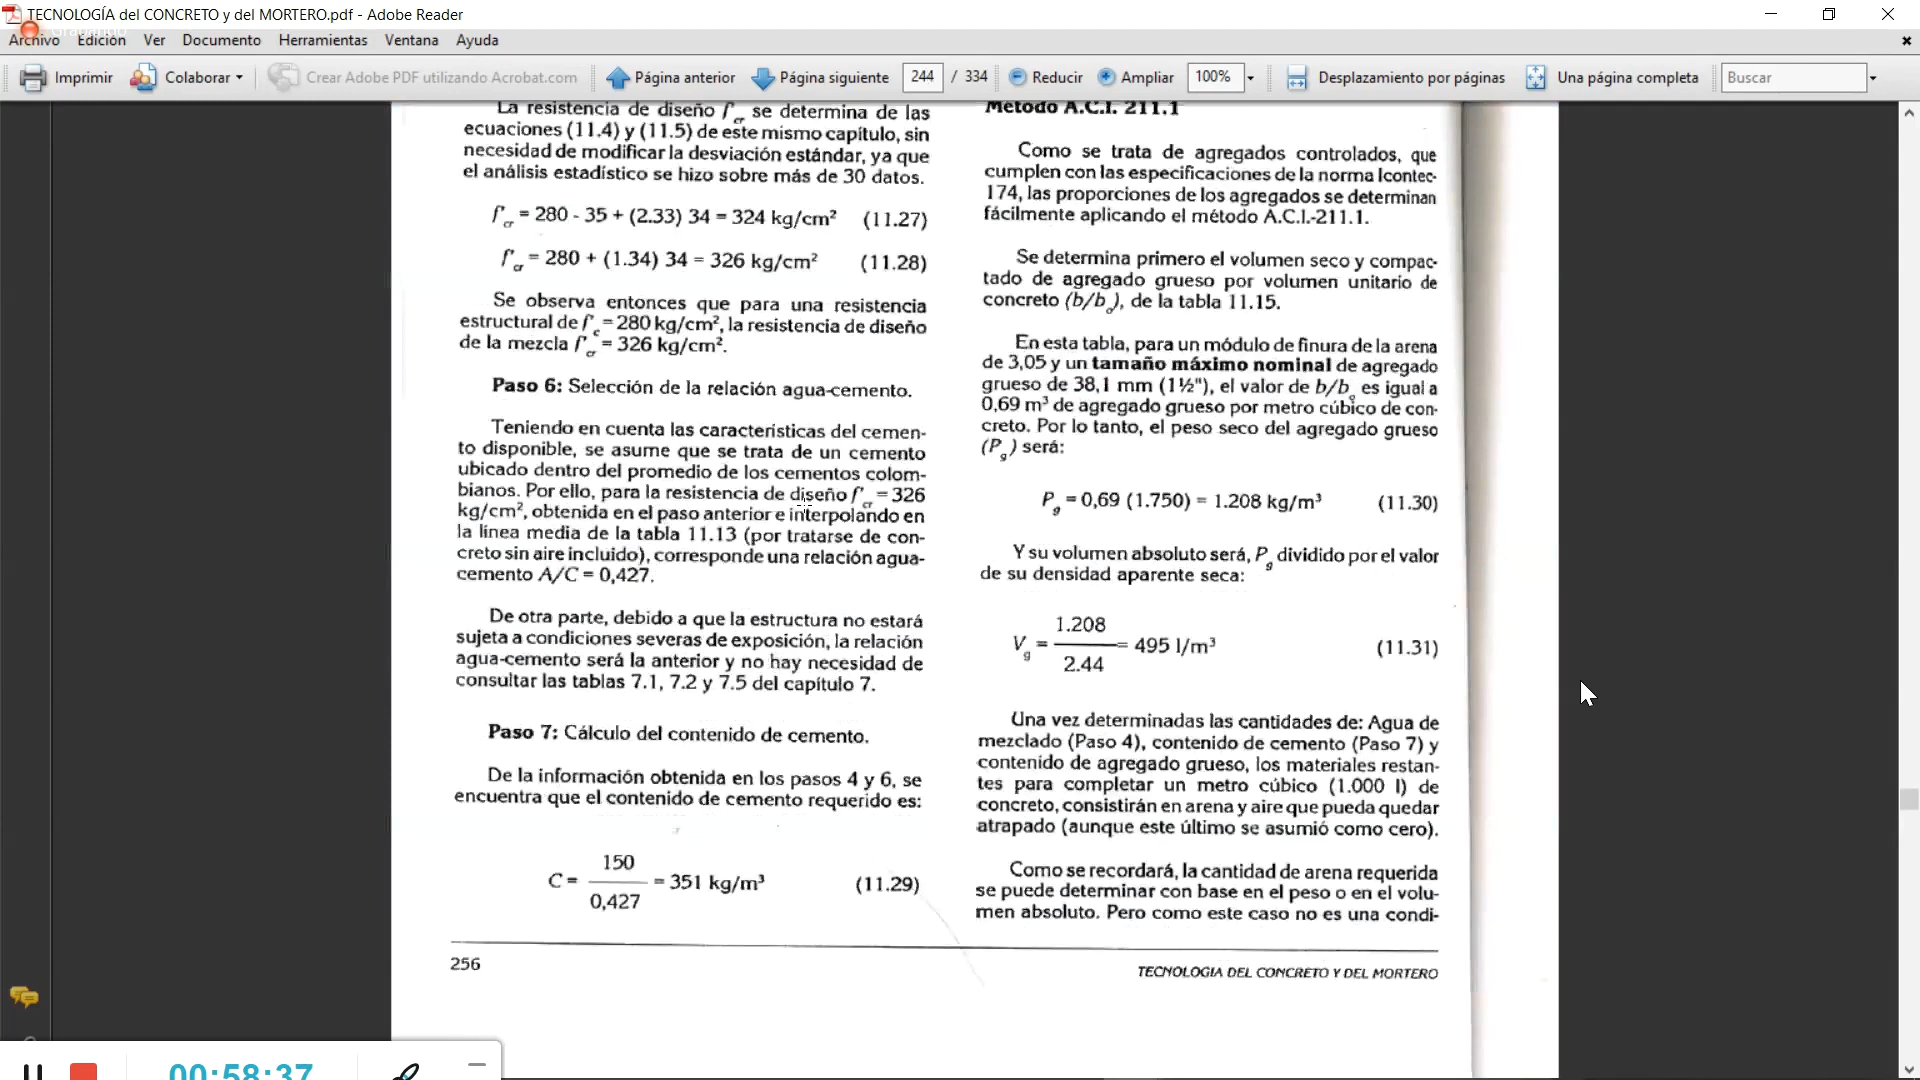 TECNOLOGÍA del CONCRETO y del MORTERO.pdf - Adobe Reader
Archivo Edición Ver Documento Herramientas Ventana Ayuda
Imprimir Colaborar Crear Adobe PDF utilizando Acrobat.com Página anterior Página siguiente 244 / 334 Reducir Ampliar 100% Desplazamiento por páginas Una página completa Buscar
La resistencia de diseño f'cr se determina de las
ecuaciones (11.4) y (11.5) de este mismo capítulo, sin
necesidad de modificar la desviación estándar, ya que
el análisis estadístico se hizo sobre más de 30 datos.
f'cr = 280 - 35 + (2.33) 34 = 324 kg/cm² (11.27)
f'cr = 280 + (1.34) 34 = 326 kg/cm² (11.28)
Se observa entonces que para una resistencia
estructural de f'c = 280 kg/cm², la resistencia de diseño
de la mezcla f'cr = 326 kg/cm².
Paso 6: Selección de la relación agua-cemento.
Teniendo en cuenta las características del cemen-
to disponible, se asume que se trata de un cemento
ubicado dentro del promedio de los cementos colom-
bianos. Por ello, para la resistencia de diseño f'cr = 326
kg/cm², obtenida en el paso anterior e interpolando en
la línea media de la tabla 11.13 (por tratarse de con-
creto sin aire incluido), corresponde una relación agua-
cemento A/C = 0,427.
De otra parte, debido a que la estructura no estará
sujeta a condiciones severas de exposición, la relación
agua-cemento será la anterior y no hay necesidad de
consultar las tablas 7.1, 7.2 y 7.5 del capítulo 7.
Paso 7: Cálculo del contenido de cemento.
De la información obtenida en los pasos 4 y 6, se
encuentra que el contenido de cemento requerido es:
150
C = = 351 kg/m³ (11.29)
0,427
256
Método A.C.I. 211.1
Como se trata de agregados controlados, que
cumplen con las especificaciones de la norma Icontec-
174, las proporciones de los agregados se determinan
fácilmente aplicando el método A.C.I.-211.1.
Se determina primero el volumen seco y compac-
tado de agregado grueso por volumen unitario de
concreto (b/bo), de la tabla 11.15.
En esta tabla, para un módulo de finura de la arena
de 3,05 y un tamaño máximo nominal de agregado
grueso de 38,1 mm (1½"), el valor de b/bo es igual a
0,69 m³ de agregado grueso por metro cúbico de con-
creto. Por lo tanto, el peso seco del agregado grueso
(Pg) será:
Pg = 0,69 (1.750) = 1.208 kg/m³ (11.30)
Y su volumen absoluto será, Pg dividido por el valor
de su densidad aparente seca:
1.208
Vg = = 495 l/m³ (11.31)
2.44
Una vez determinadas las cantidades de: Agua de
mezclado (Paso 4), contenido de cemento (Paso 7) y
contenido de agregado grueso, los materiales restan-
tes para completar un metro cúbico (1.000 l) de
concreto, consistirán en arena y aire que pueda quedar
atrapado (aunque este último se asumió como cero).
Como se recordará, la cantidad de arena requerida
se puede determinar con base en el peso o en el volu-
men absoluto. Pero como este caso no es una condi-
TECNOLOGIA DEL CONCRETO Y DEL MORTERO
00:58:37